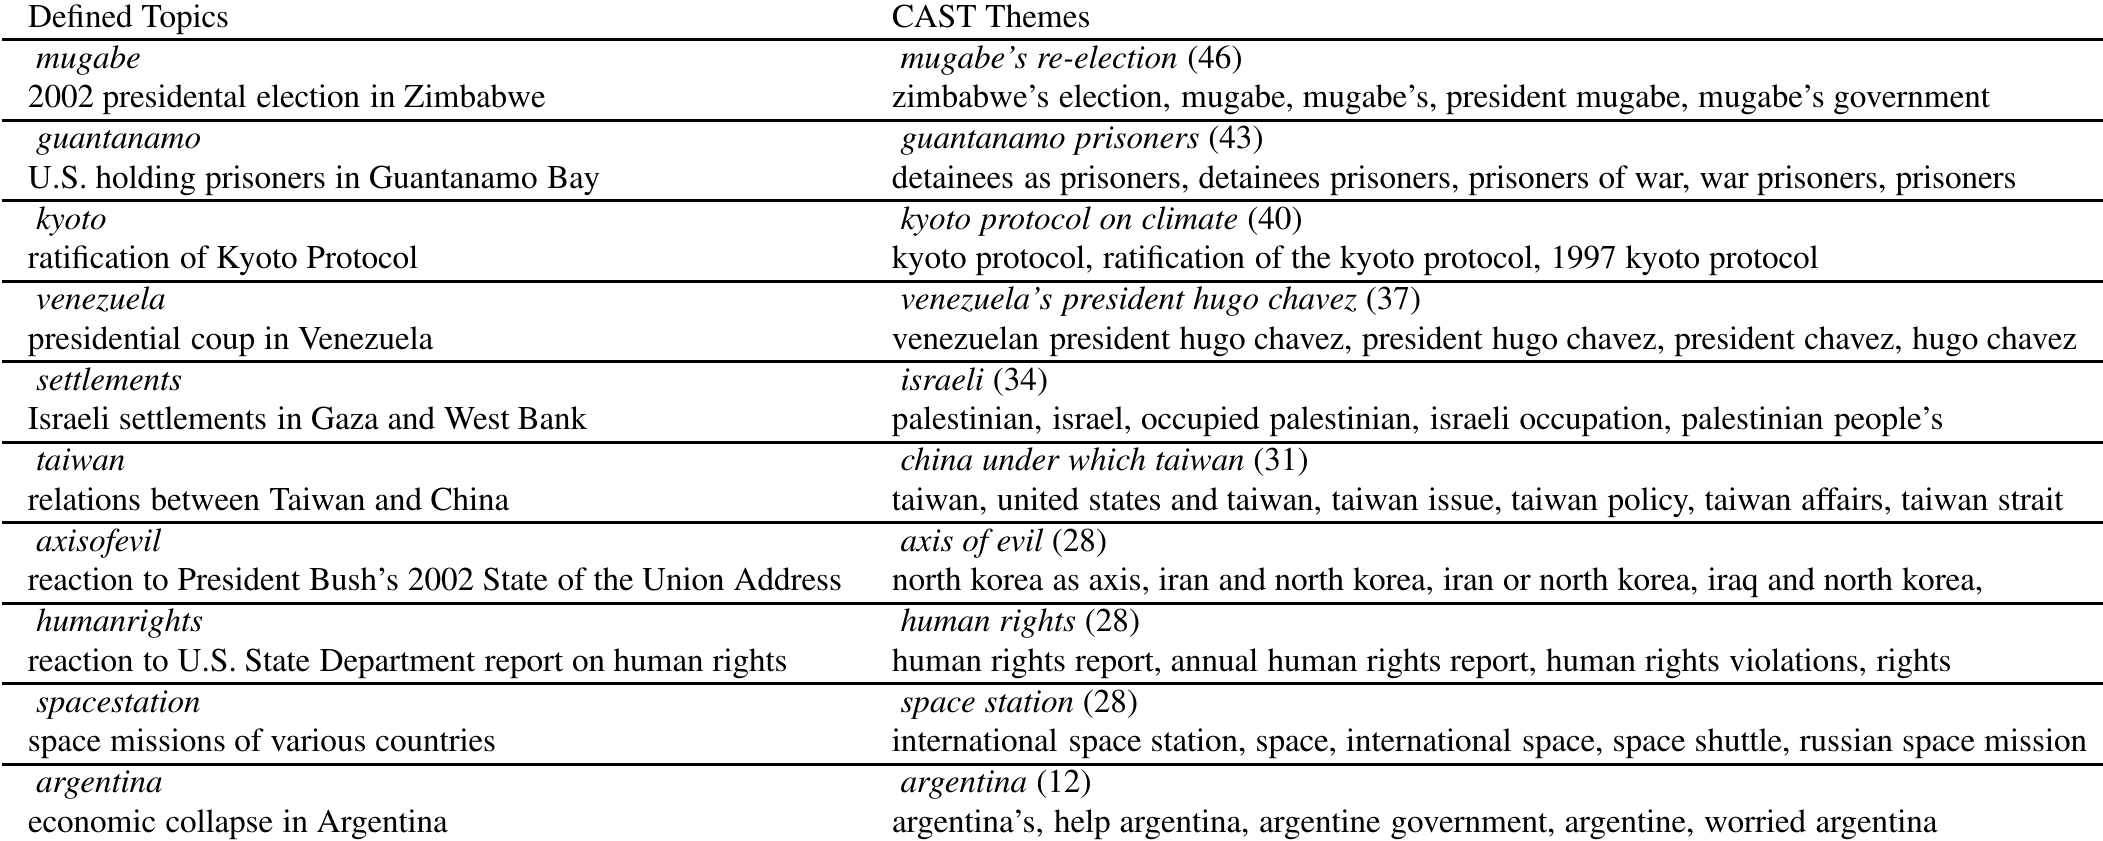 Defined Topics CAST Themes
mugabe mugabe’s re-election (46)
2002 presidental election in Zimbabwe zimbabwe’s election, mugabe, mugabe’s, president mugabe, mugabe’s government
guantanamo guantanamo prisoners (43)
U.S. holding prisoners in Guantanamo Bay detainees as prisoners, detainees prisoners, prisoners of war, war prisoners, prisoners
kyoto kyoto protocol on climate (40)
ratification of Kyoto Protocol kyoto protocol, ratification of the kyoto protocol, 1997 kyoto protocol
venezuela venezuela’s president hugo chavez (37)
presidential coup in Venezuela venezuelan president hugo chavez, president hugo chavez, president chavez, hugo chavez
settlements israeli (34)
Israeli settlements in Gaza and West Bank palestinian, israel, occupied palestinian, israeli occupation, palestinian people’s
taiwan china under which taiwan (31)
relations between Taiwan and China taiwan, united states and taiwan, taiwan issue, taiwan policy, taiwan affairs, taiwan strait
axisofevil axis of evil (28)
reaction to President Bush’s 2002 State of the Union Address north korea as axis, iran and north korea, iran or north korea, iraq and north korea,
humanrights human rights (28)
reaction to U.S. State Department report on human rights human rights report, annual human rights report, human rights violations, rights
spacestation space station (28)
space missions of various countries international space station, space, international space, space shuttle, russian space mission
argentina argentina (12)
economic collapse in Argentina argentina’s, help argentina, argentine government, argentine, worried argentina